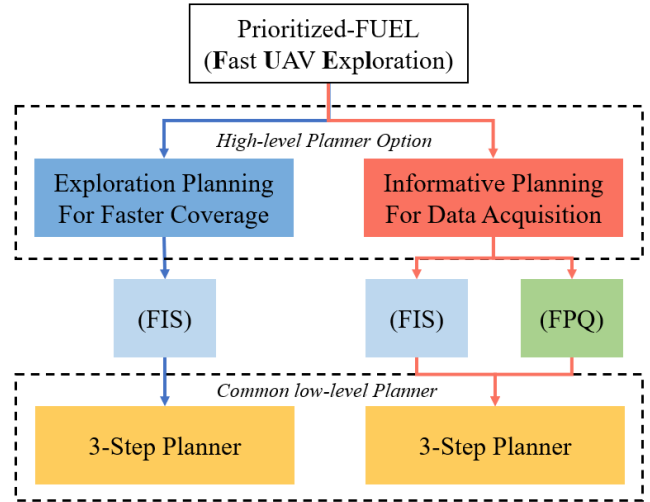 Prioritized-FUEL
(Fast UAV Exploration)
High-level Planner Option
Exploration Planning
For Faster Coverage
Informative Planning
For Data Acquisition
(FIS)
(FIS)
(FPQ)
Common low-level Planner
3-Step Planner
3-Step Planner